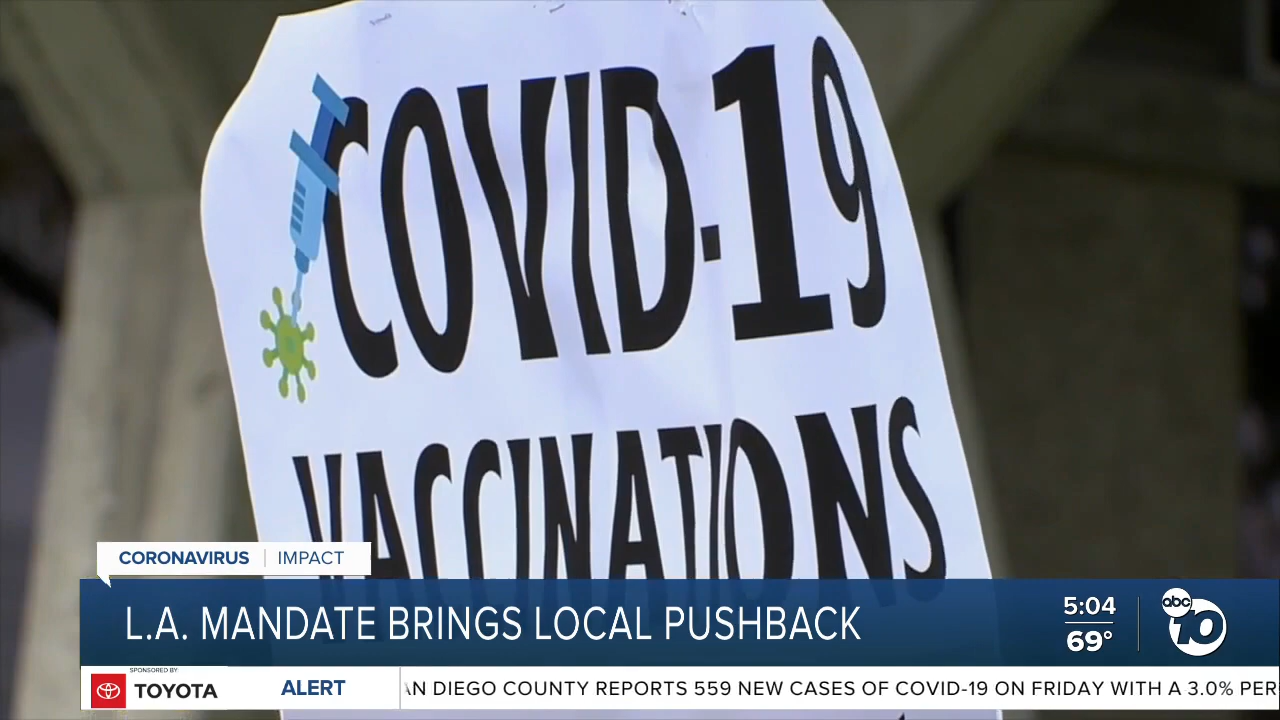 COVID-19
VACCINATIONS
CORONAVIRUS | IMPACT
L.A. MANDATE BRINGS LOCAL PUSHBACK
5:04
69°
abc
10
SPONSORED BY
TOYOTA
ALERT
DIEGO COUNTY REPORTS 559 NEW CASES OF COVID-19 ON FRIDAY WITH A 3.0%